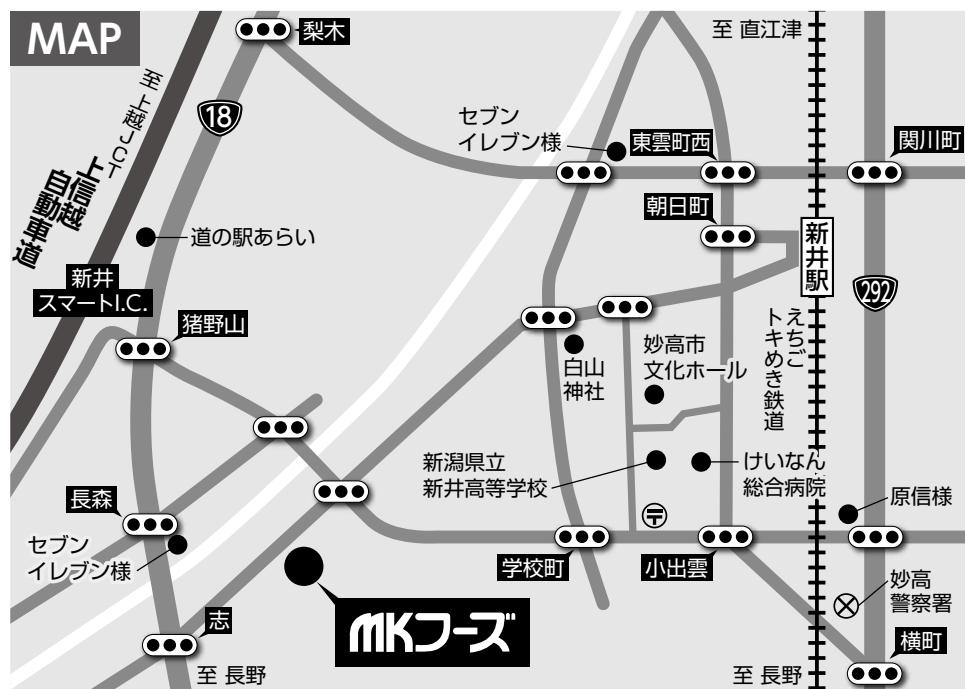 MAP
梨木
至 直江津
至 上越JCT
18
セブン
イレブン様
東雲町西
関川町
上信越
自動車道
朝日町
道の駅あらい
新井駅
新井
スマートI.C.
292
猪野山
えちご
トキめき鉄道
白山
神社
妙高市
文化ホール
新潟県立
新井高等学校
けいなん
総合病院
長森
原信様
〒
セブン
イレブン様
学校町
小出雲
妙高
警察署
MKフーズ
志
横町
至 長野
至 長野